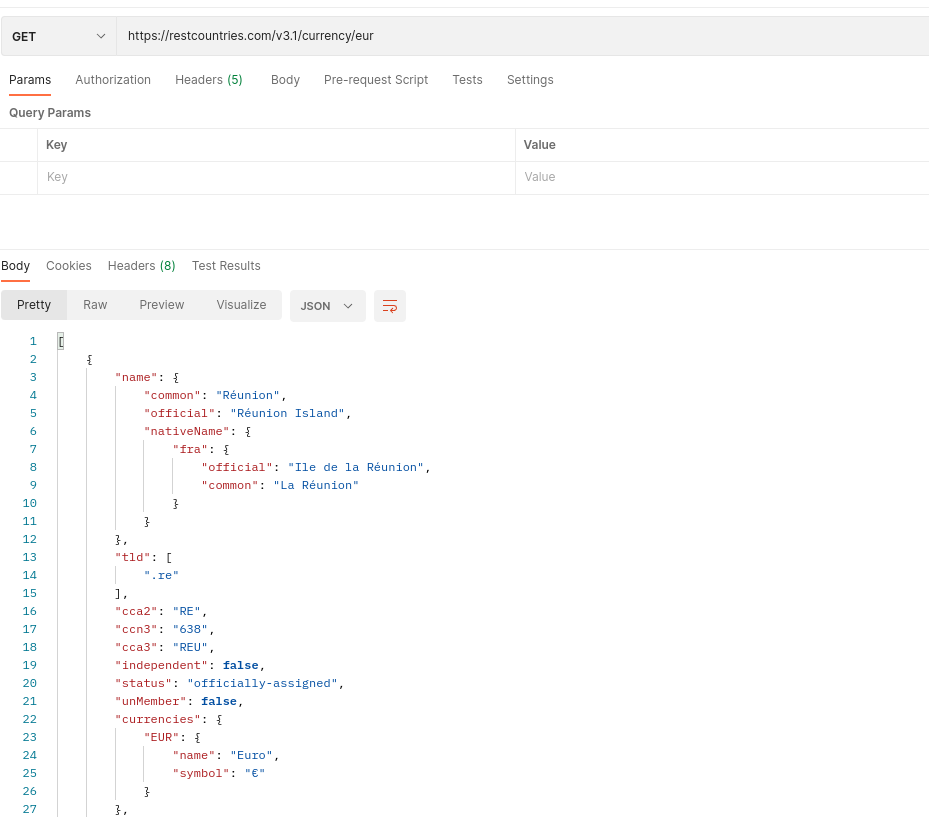 GET https://restcountries.com/v3.1/currency/eur
Params Authorization Headers (5) Body Pre-request Script Tests Settings
Query Params
Key Value
Key Value
Body Cookies Headers (8) Test Results
Pretty Raw Preview Visualize JSON
1 [
2 {
3 "name": {
4 "common": "Réunion",
5 "official": "Réunion Island",
6 "nativeName": {
7 "fra": {
8 "official": "Ile de la Réunion",
9 "common": "La Réunion"
10 }
11 }
12 },
13 "tld": [
14 ".re"
15 ],
16 "cca2": "RE",
17 "ccn3": "638",
18 "cca3": "REU",
19 "independent": false,
20 "status": "officially-assigned",
21 "unMember": false,
22 "currencies": {
23 "EUR": {
24 "name": "Euro",
25 "symbol": "€"
26 }
27 },